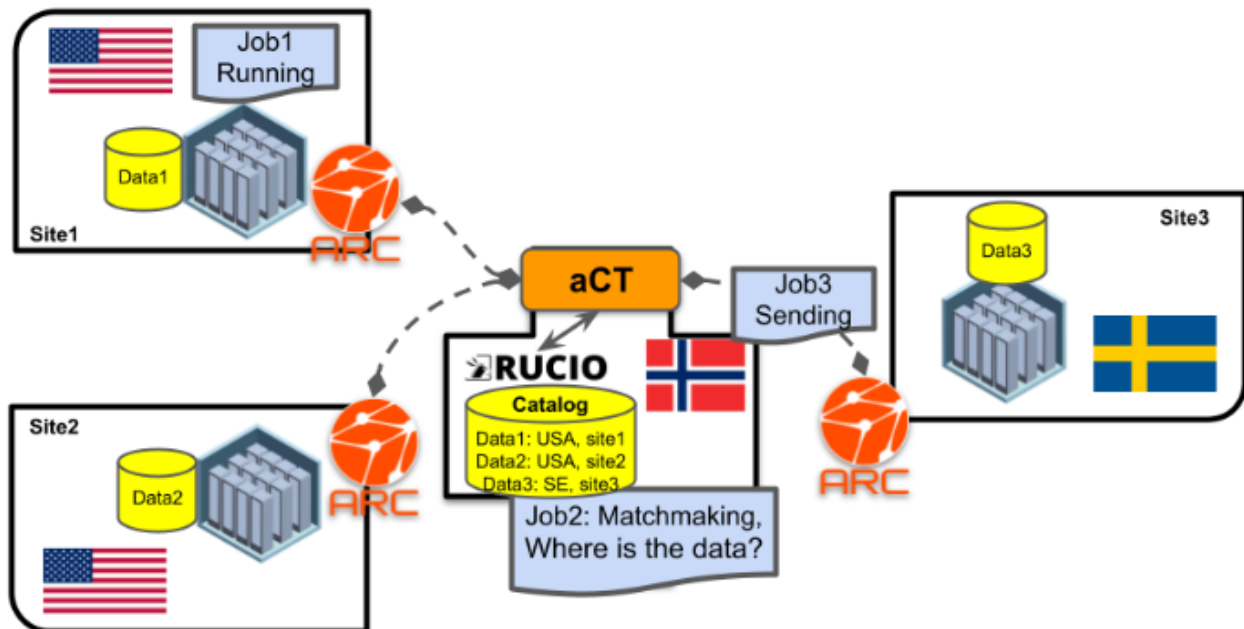 Job1
Running
Data1
Site1
ARC
aCT
Job3
Sending
Site3
Data3
RUCIO
Catalog
Data1: USA, site1
Data2: USA, site2
Data3: SE, site3
ARC
Site2
Data2
ARC
Job2: Matchmaking,
Where is the data?